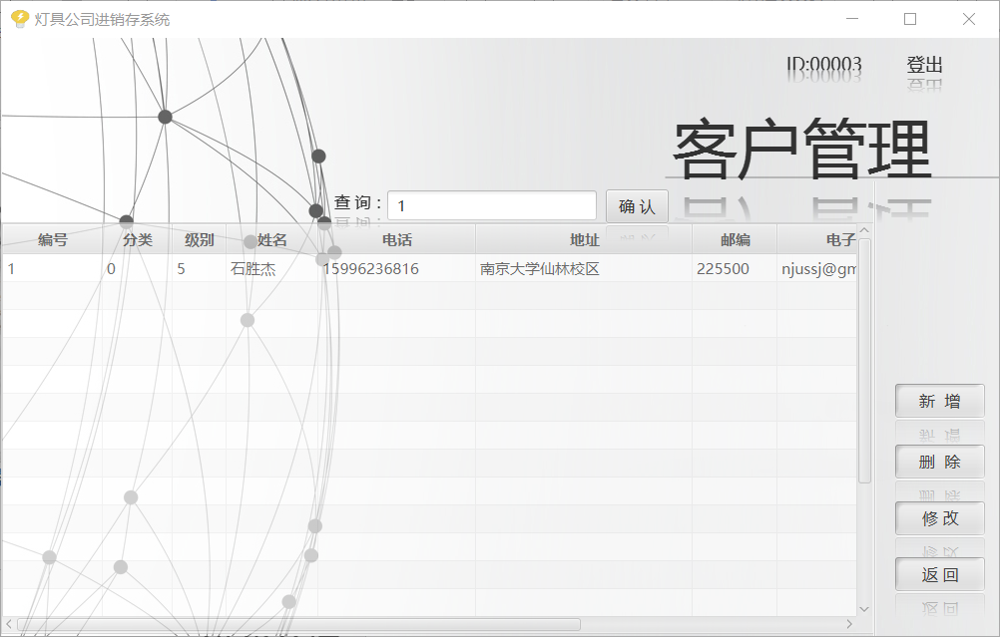 灯具公司进销存系统
ID:00003 登出
客户管理
查询： 1 确认
编号 分类 级别 姓名 电话 地址 邮编 电子
1 0 5 石胜杰 15996236816 南京大学仙林校区 225500 njussj@gm
新 增
删 除
修 改
返 回